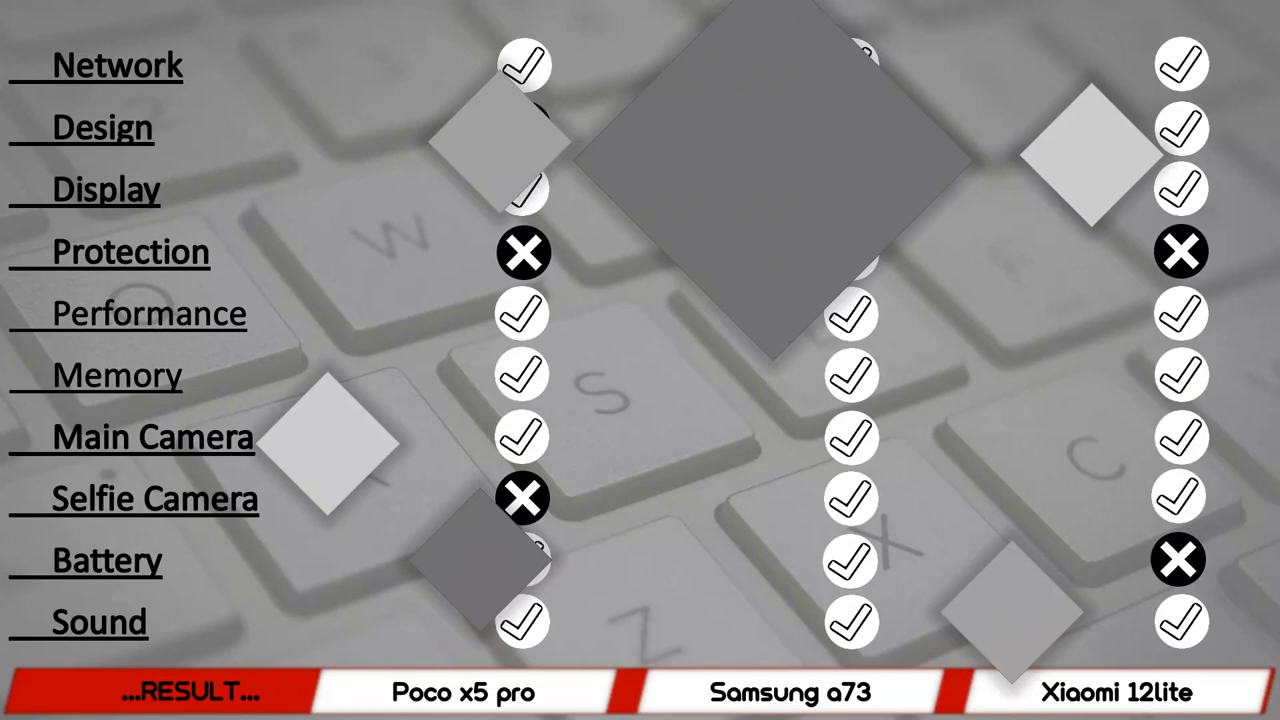 Network
Design
Display
Protection
Performance
Memory
Main Camera
Selfie Camera
Battery
Sound
...RESULT... Poco x5 pro Samsung a73 Xiaomi 12lite
W
S
C
X
Z